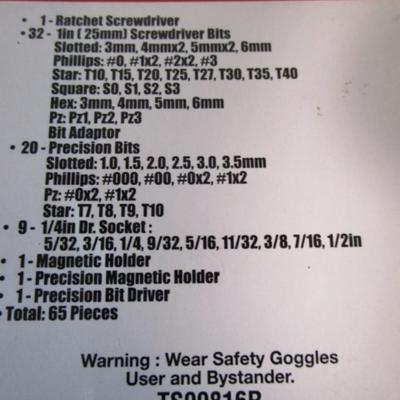 • 1 - Ratchet Screwdriver
• 32 - 1in ( 25mm) Screwdriver Bits
Slotted: 3mm, 4mmx2, 5mmx2, 6mm
Phillips: #0, #1x2, #2x2, #3
Star: T10, T15, T20, T25, T27, T30, T35, T40
Square: S0, S1, S2, S3
Hex: 3mm, 4mm, 5mm, 6mm
Pz: Pz1, Pz2, Pz3
Bit Adaptor
• 20 - Precision Bits
Slotted: 1.0, 1.5, 2.0, 2.5, 3.0, 3.5mm
Phillips: #000, #00, #0x2, #1x2
Pz: #0x2, #1x2
Star: T7, T8, T9, T10
• 9 - 1/4in Dr. Socket :
5/32, 3/16, 1/4, 9/32, 5/16, 11/32, 3/8, 7/16, 1/2in
• 1 - Magnetic Holder
• 1 - Precision Magnetic Holder
• 1 - Precision Bit Driver
• Total: 65 Pieces
Warning : Wear Safety Goggles
User and Bystander.